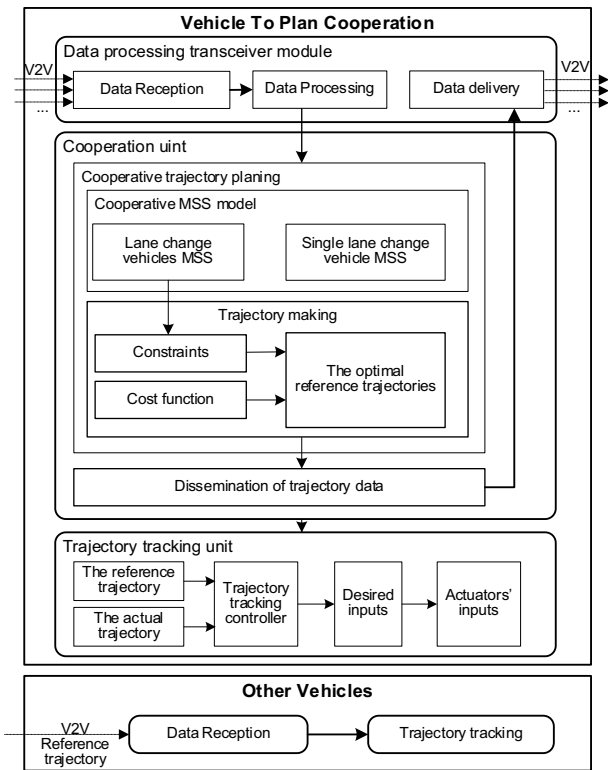 Vehicle To Plan Cooperation
Data processing transceiver module
V2V
V2V
Data Reception
Data Processing
Data delivery
...
...
Cooperation uint
Cooperative trajectory planing
Cooperative MSS model
Lane change
vehicles MSS
Single lane change
vehicle MSS
Trajectory making
Constraints
Cost function
The optimal
reference trajectories
Dissemination of trajectory data
Trajectory tracking unit
The reference
trajectory
The actual
trajectory
Trajectory
tracking
controller
Desired
inputs
Actuators’
inputs
Other Vehicles
V2V
Reference
trajectory
Data Reception
Trajectory tracking